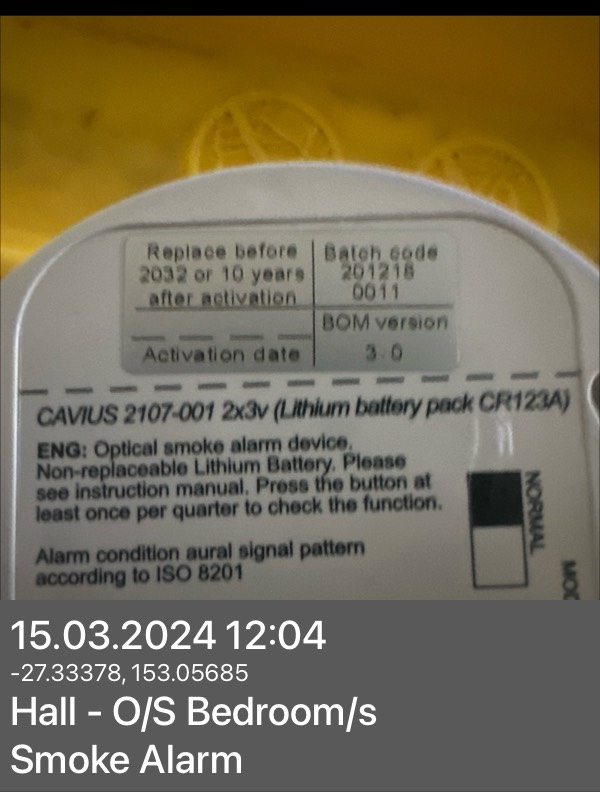 Replace before
2032 or 10 years
after activation
Activation date
Batch code
201218
0011
BOM version
3.0
CAVIUS 2107-001 2x3v (Lithium battery pack CR123A)
ENG: Optical smoke alarm device.
Non-replaceable Lithium Battery. Please
see instruction manual. Press the button at
least once per quarter to check the function.
Alarm condition aural signal pattern
according to ISO 8201
NORMAL
15.03.2024 12:04
-27.33378, 153.05685
Hall - O/S Bedroom/s
Smoke Alarm